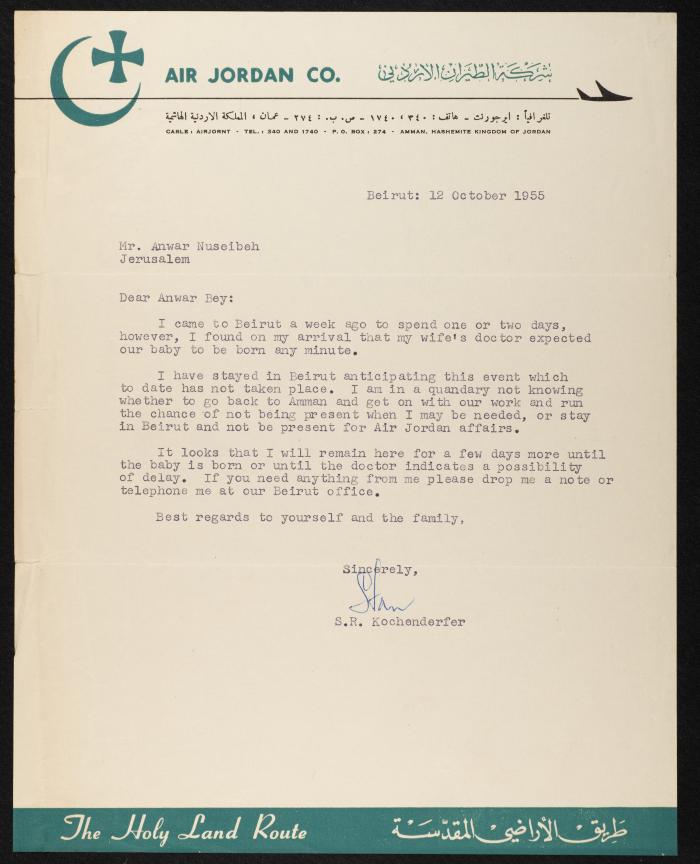 AIR JORDAN CO. شركة الطيران الاردني
تلغرافياً : ايرجورنت - هاتف : ٣٤٠ ، ١٧٤٠ - ص . ب . : ٢٧٤ - عمان ، المملكة الاردنية الهاشمية
CABLE : AIRJORNT - TEL. : 340 AND 1740 - P. O. BOX : 274 - AMMAN, HASHEMITE KINGDOM OF JORDAN
Beirut: 12 October 1955
Mr. Anwar Nuseibeh
Jerusalem
Dear Anwar Bey:
I came to Beirut a week ago to spend one or two days,
however, I found on my arrival that my wife's doctor expected
our baby to be born any minute.
I have stayed in Beirut anticipating this event which
to date has not taken place. I am in a quandary not knowing
whether to go back to Amman and get on with our work and run
the chance of not being present when I may be needed, or stay
in Beirut and not be present for Air Jordan affairs.
It looks that I will remain here for a few days more until
the baby is born or until the doctor indicates a possibility
of delay. If you need anything from me please drop me a note or
telephone me at our Beirut office.
Best regards to yourself and the family,
Sincerely,
Stan
S.R. Kochenderfer
The Holy Land Route طريق الأراضي المقدّسة